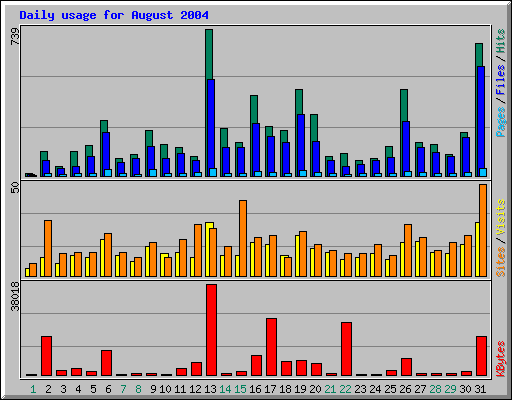 Daily usage for August 2004
739
Pages / Files / Hits
50
Sites / Visits
38018
KBytes
1 2 3 4 5 6 7 8 9 10 11 12 13 14 15 16 17 18 19 20 21 22 23 24 25 26 27 28 29 30 31